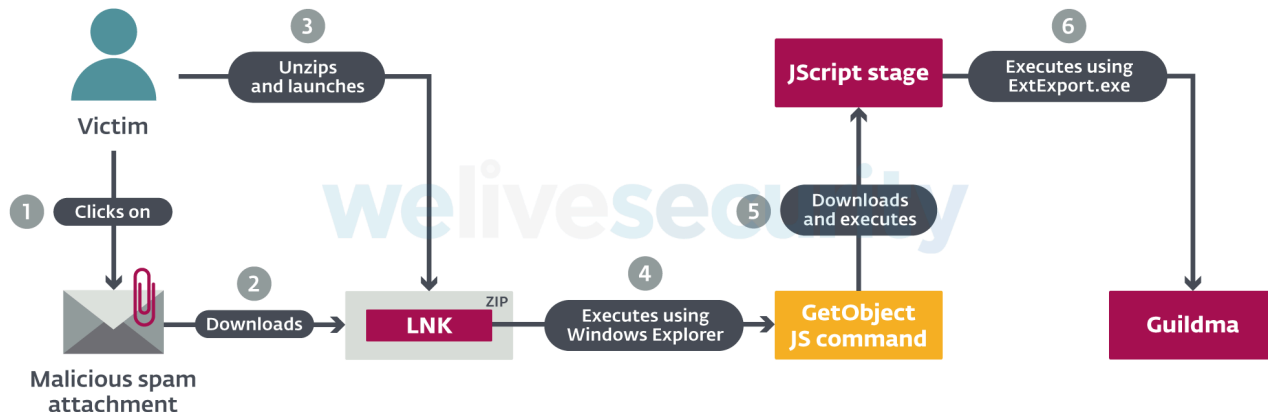 3
Unzips
and launches
Victim
1
Clicks on
Malicious spam
attachment
2
Downloads
ZIP
LNK
4
Executes using
Windows Explorer
GetObject
JS command
5
Downloads
and executes
JScript stage
6
Executes using
ExtExport.exe
Guildma
welivesecurity